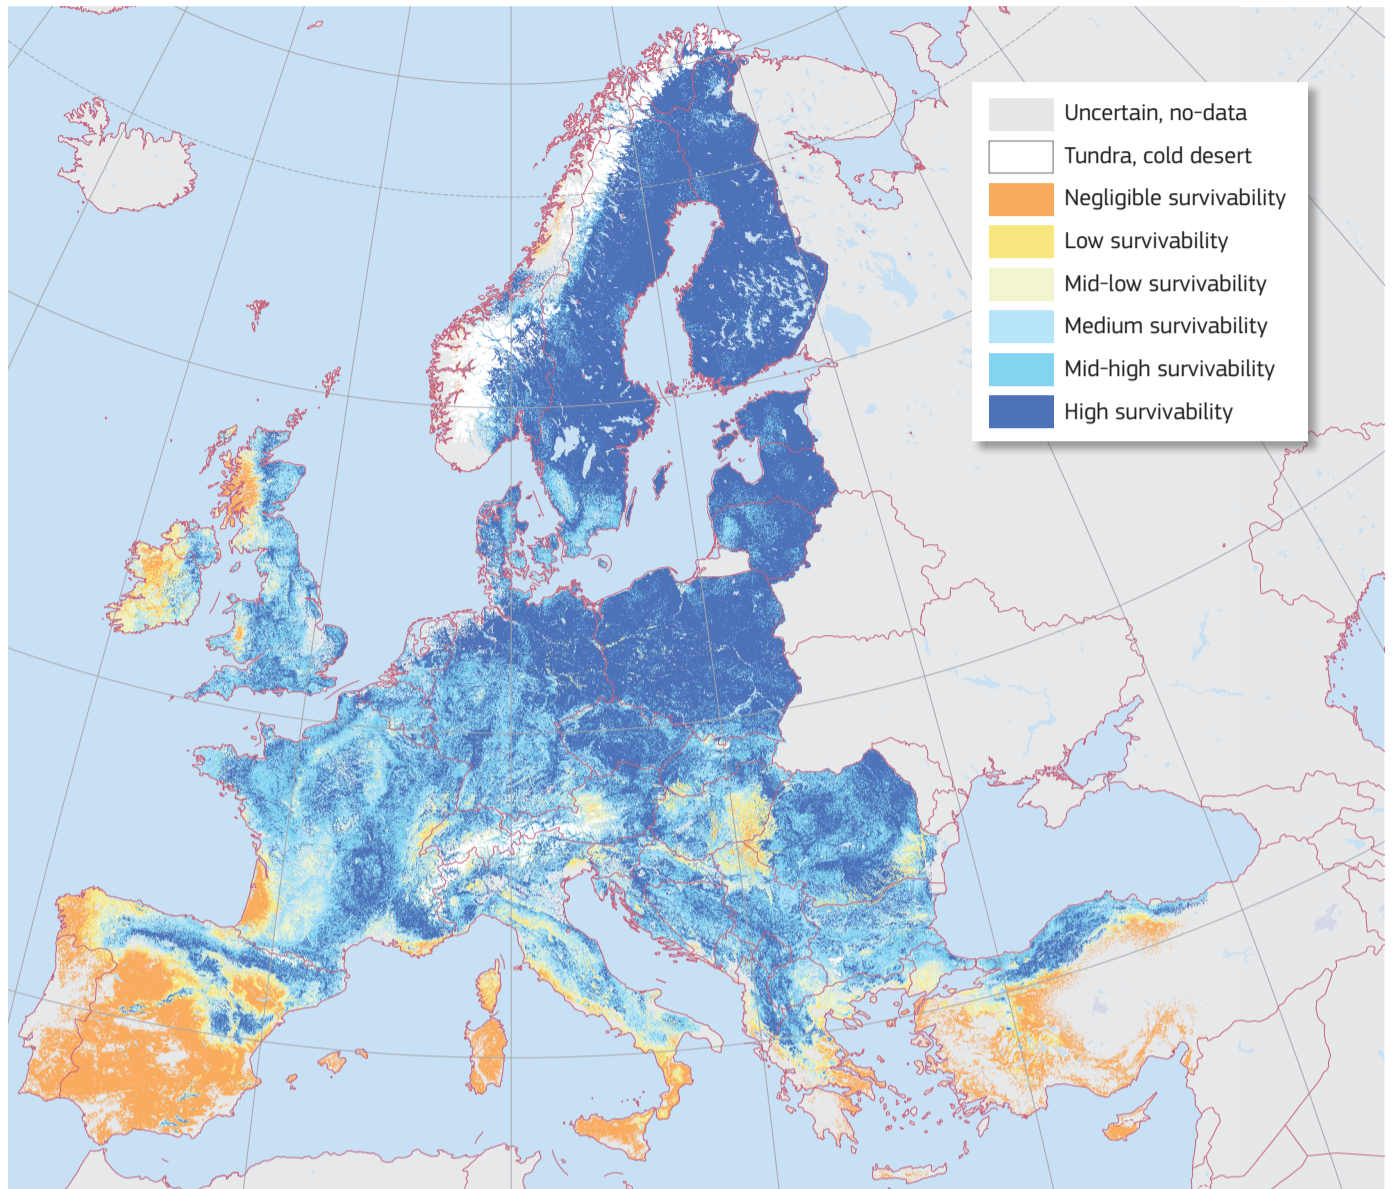 Uncertain, no-data
Tundra, cold desert
Negligible survivability
Low survivability
Mid-low survivability
Medium survivability
Mid-high survivability
High survivability